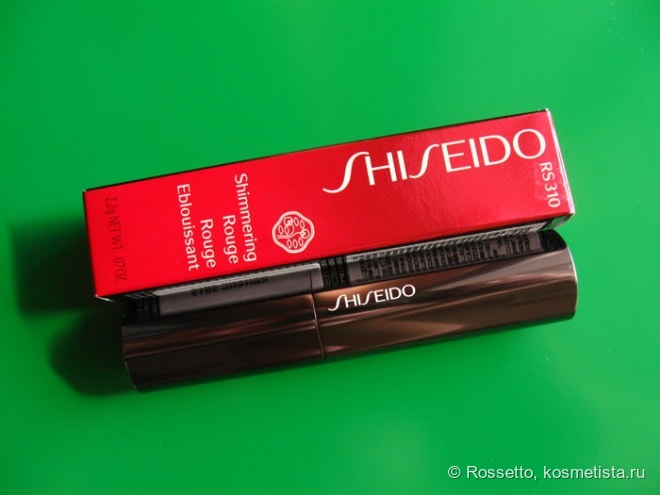 SHISEIDO
RS310
Shimmering
Rouge
Rouge
Eblouissant
2.2g NET WT. .07 OZ.
SHISEIDO
© Rossetto, kosmetista.ru